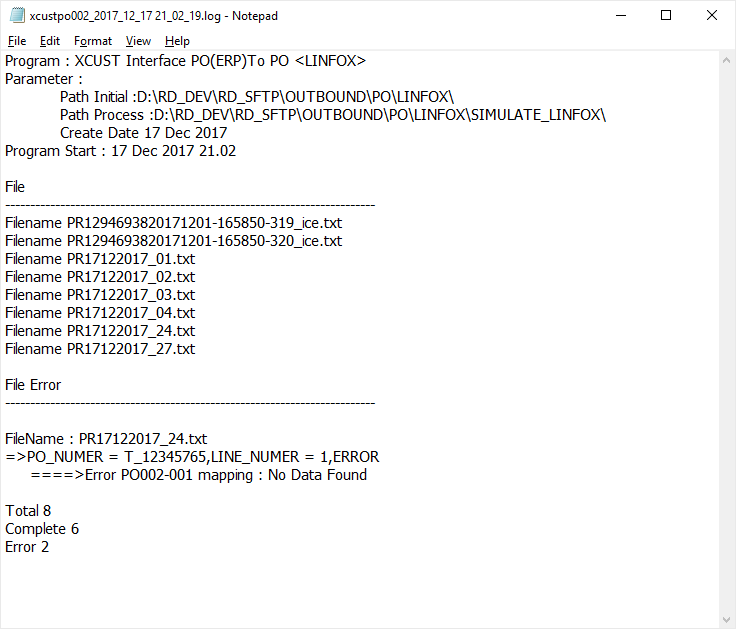 xcustpo002_2017_12_17 21_02_19.log - Notepad
File Edit Format View Help
Program : XCUST Interface PO(ERP)To PO <LINFOX>
Parameter :
Path Initial :D:\RD_DEV\RD_SFTP\OUTBOUND\PO\LINFOX\
Path Process :D:\RD_DEV\RD_SFTP\OUTBOUND\PO\LINFOX\SIMULATE_LINFOX\
Create Date 17 Dec 2017
Program Start : 17 Dec 2017 21.02
File
--------------------------------------------------------------------------
Filename PR1294693820171201-165850-319_ice.txt
Filename PR1294693820171201-165850-320_ice.txt
Filename PR17122017_01.txt
Filename PR17122017_02.txt
Filename PR17122017_03.txt
Filename PR17122017_04.txt
Filename PR17122017_24.txt
Filename PR17122017_27.txt
File Error
--------------------------------------------------------------------------
FileName : PR17122017_24.txt
=>PO_NUMER = T_12345765,LINE_NUMER = 1,ERROR
====>Error PO002-001 mapping : No Data Found
Total 8
Complete 6
Error 2